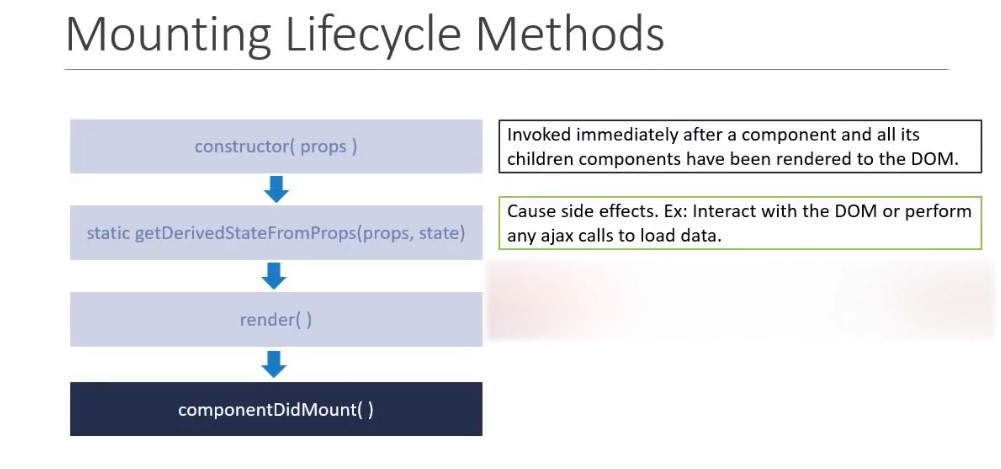 Mounting Lifecycle Methods
constructor( props )
static getDerivedStateFromProps(props, state)
render( )
componentDidMount( )
Invoked immediately after a component and all its
children components have been rendered to the DOM.
Cause side effects. Ex: Interact with the DOM or perform
any ajax calls to load data.